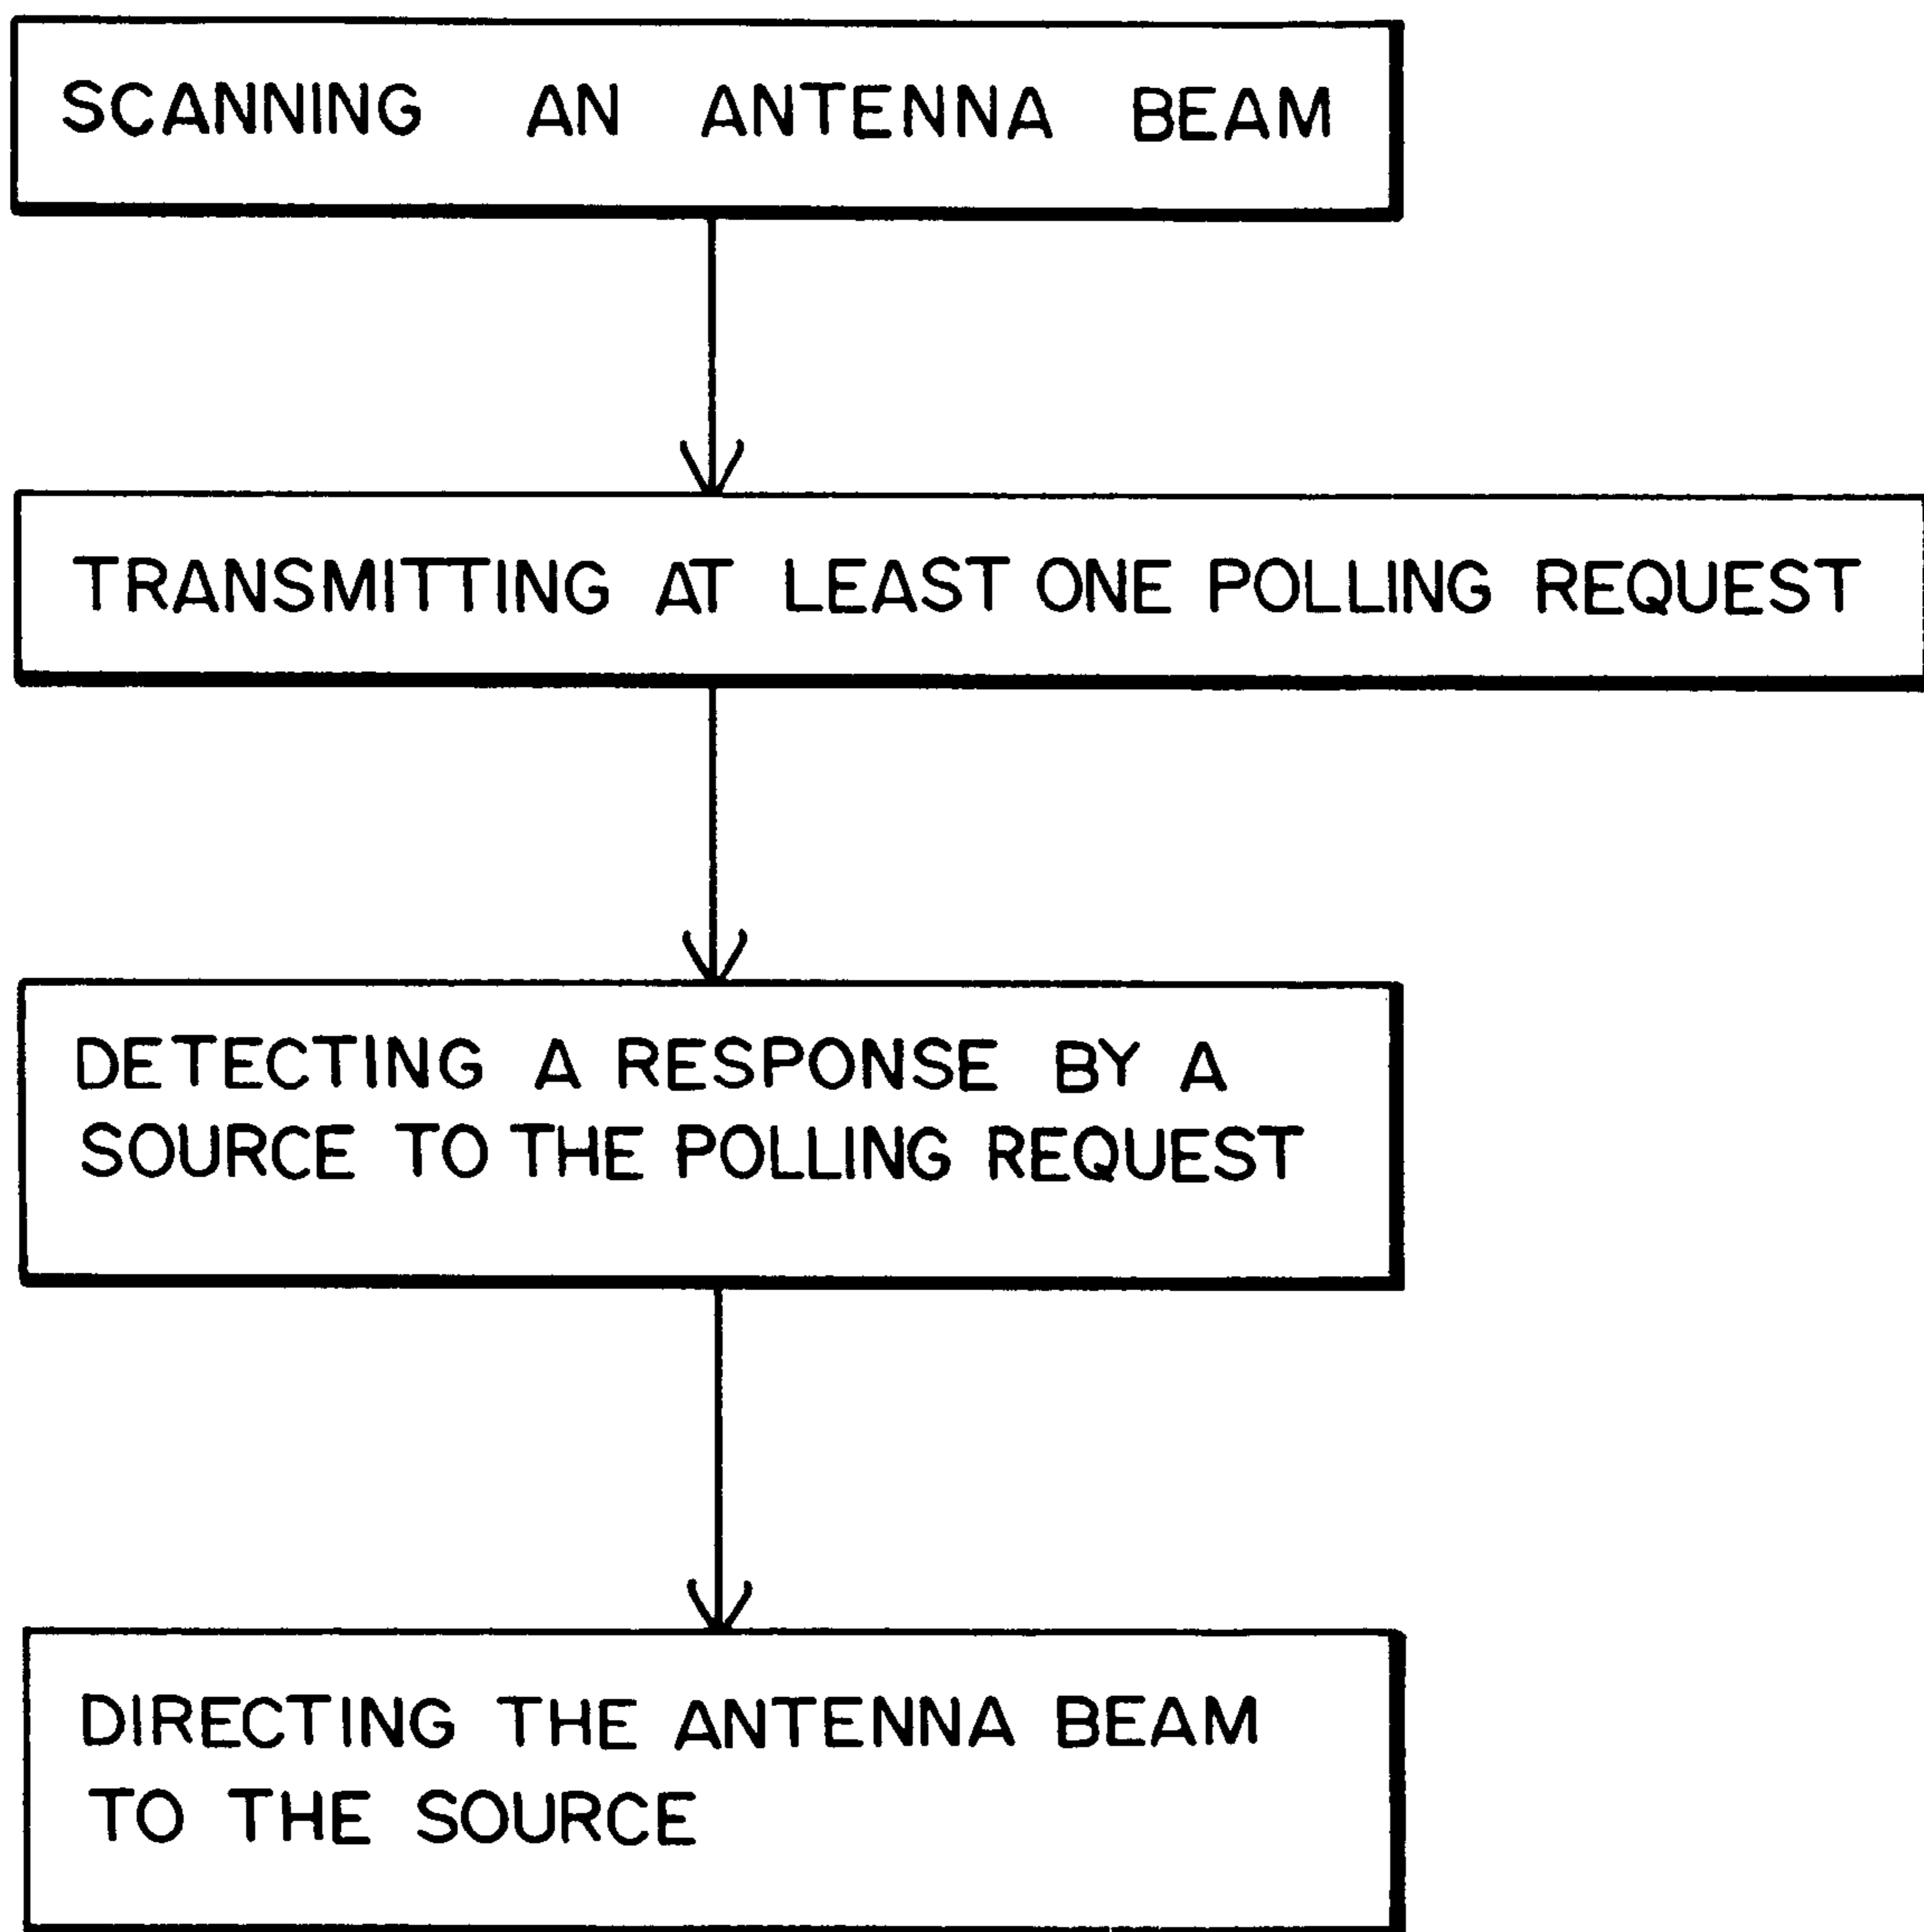 SCANNING AN ANTENNA BEAM
TRANSMITTING AT LEAST ONE POLLING REQUEST
DETECTING A RESPONSE BY A
SOURCE TO THE POLLING REQUEST
DIRECTING THE ANTENNA BEAM
TO THE SOURCE